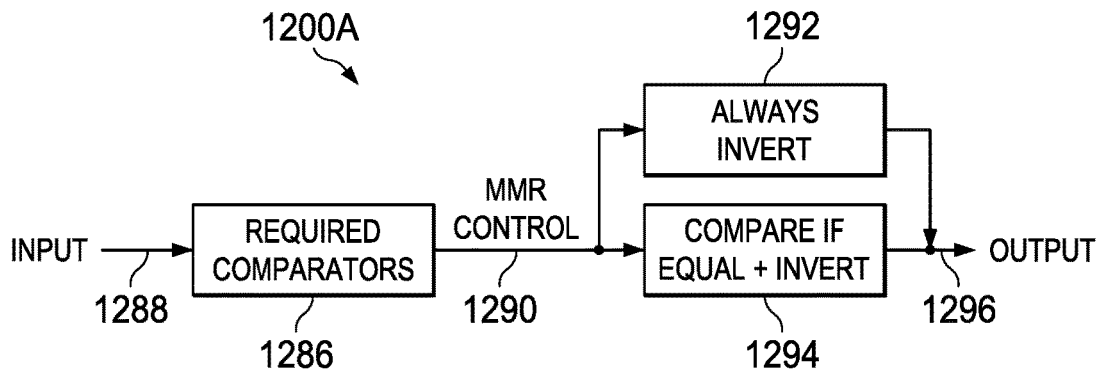 1200A
1292
ALWAYS
INVERT
MMR
CONTROL
INPUT
REQUIRED
COMPARATORS
COMPARE IF
EQUAL + INVERT
OUTPUT
1288
1290
1296
1286
1294